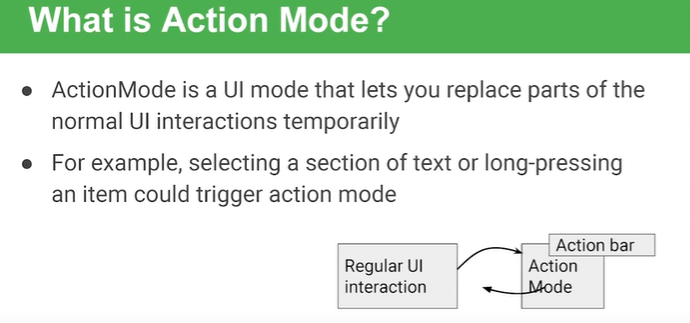 What is Action Mode?
● ActionMode is a UI mode that lets you replace parts of the
normal UI interactions temporarily
● For example, selecting a section of text or long-pressing
an item could trigger action mode
Action bar
Regular UI
interaction
Action
Mode